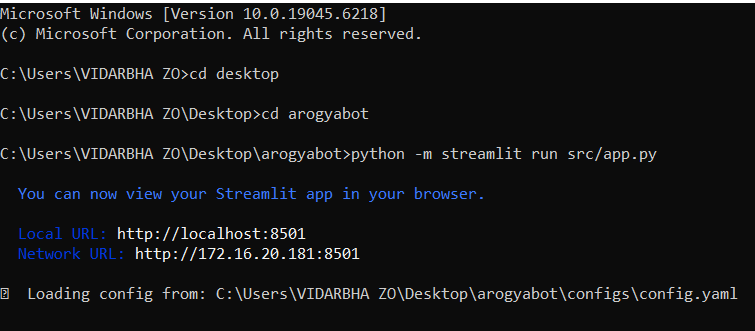 Microsoft Windows [Version 10.0.19045.6218]
(c) Microsoft Corporation. All rights reserved.
C:\Users\VIDARBHA ZO>cd desktop
C:\Users\VIDARBHA ZO\Desktop>cd arogyabot
C:\Users\VIDARBHA ZO\Desktop\arogyabot>python -m streamlit run src/app.py
You can now view your Streamlit app in your browser.
Local URL: http://localhost:8501
Network URL: http://172.16.20.181:8501
Loading config from: C:\Users\VIDARBHA ZO\Desktop\arogyabot\configs\config.yaml